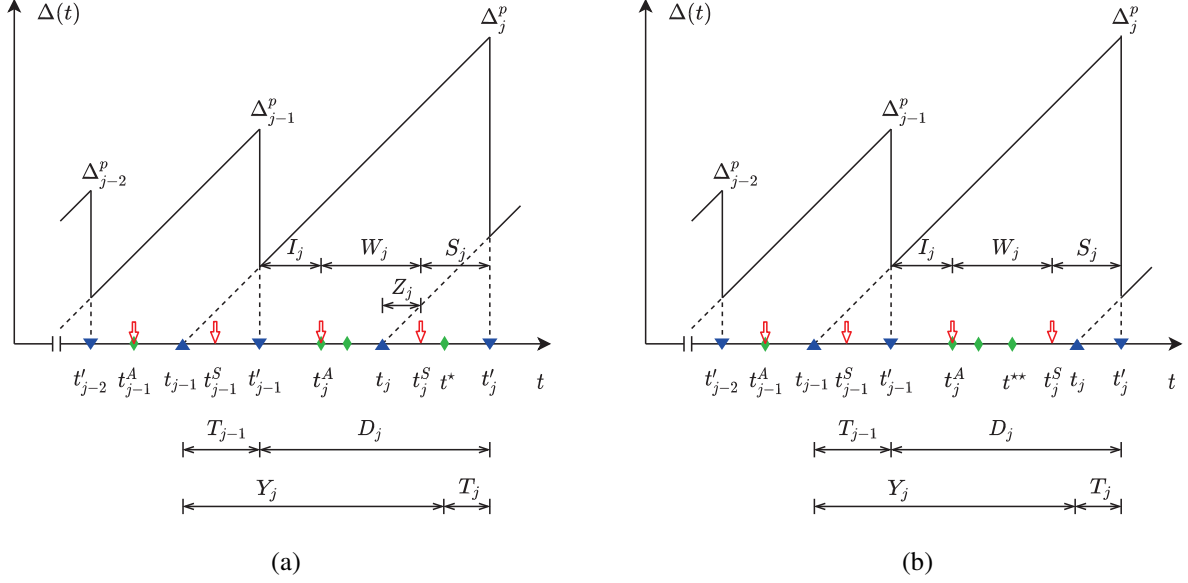 Δ(t)
Δ^p_{j−2}
Δ^p_{j−1}
Δ^p_j
I_j
W_j
S_j
Z_j
t′_{j−2} t^A_{j−1} t_{j−1} t^S_{j−1} t′_{j−1} t^A_j t_j t^S_j t^⋆ t′_j t
T_{j−1} D_j
Y_j T_j
(a)
Δ(t)
Δ^p_{j−2}
Δ^p_{j−1}
Δ^p_j
I_j
W_j
S_j
t′_{j−2} t^A_{j−1} t_{j−1} t^S_{j−1} t′_{j−1} t^A_j t^{⋆⋆} t^S_j t_j t′_j t
T_{j−1} D_j
Y_j T_j
(b)